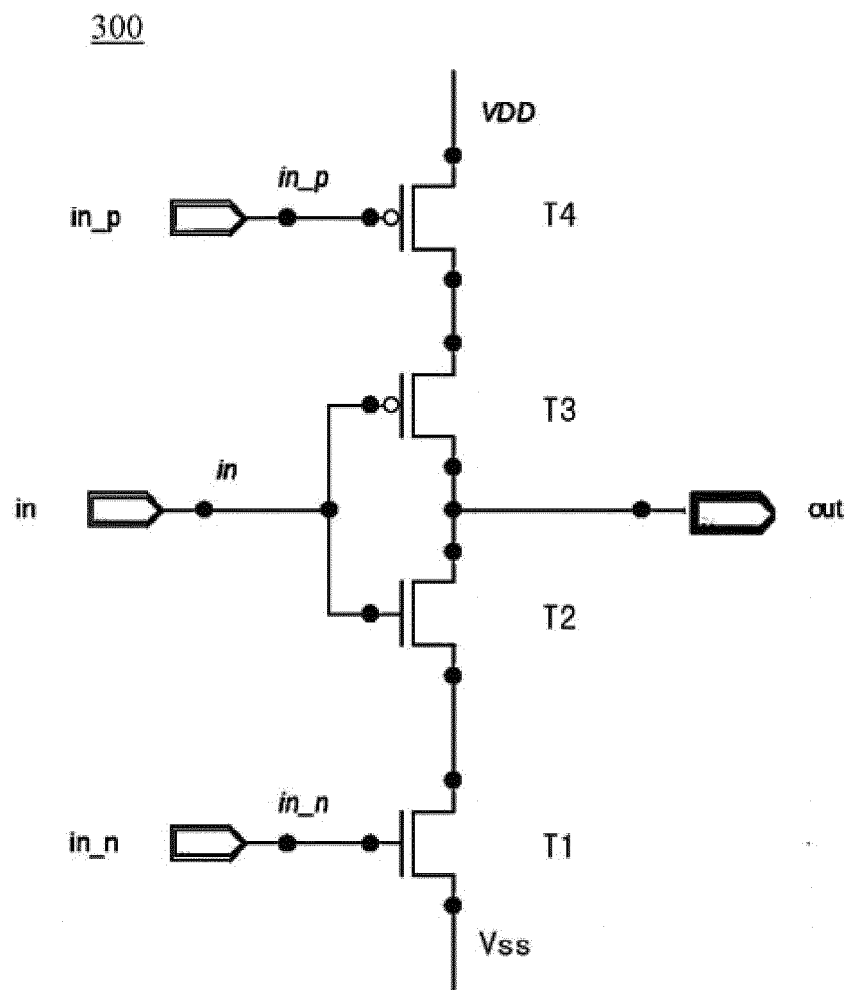 300
VDD
in_p
in_p
T4
T3
in
in
out
T2
in_n
in_n
T1
Vss